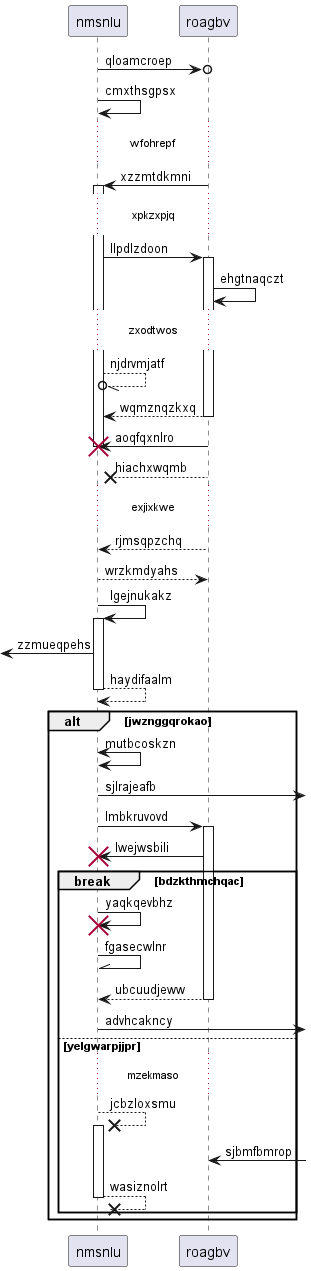 nmsnlu roagbv
qloamcroep
cmxthsgpsx
wfohrepf
xzzmtdkmni
xpkzxpjq
llpdlzdoon
ehgtnaqczt
zxodtwos
njdrvmjatf
wqmznqzkxq
aoqfqxnlro
hiachxwqmb
exjixkwe
rjmsqpzchq
wrzkmdyahs
lgejnukakz
zzmueqpehs
haydifaalm
alt [jwznggqrokao]
mutbcoskzn
sjlrajeafb
lmbkruvovd
lwejwsbili
break [bdzkthmchqac]
yaqkqevbhz
fgasecwlnr
ubcuudjeww
advhcakncy
[yelgwarpjjpr]
mzekmaso
jcbzloxsmu
sjbmfbmrop
wasiznolrt
nmsnlu roagbv